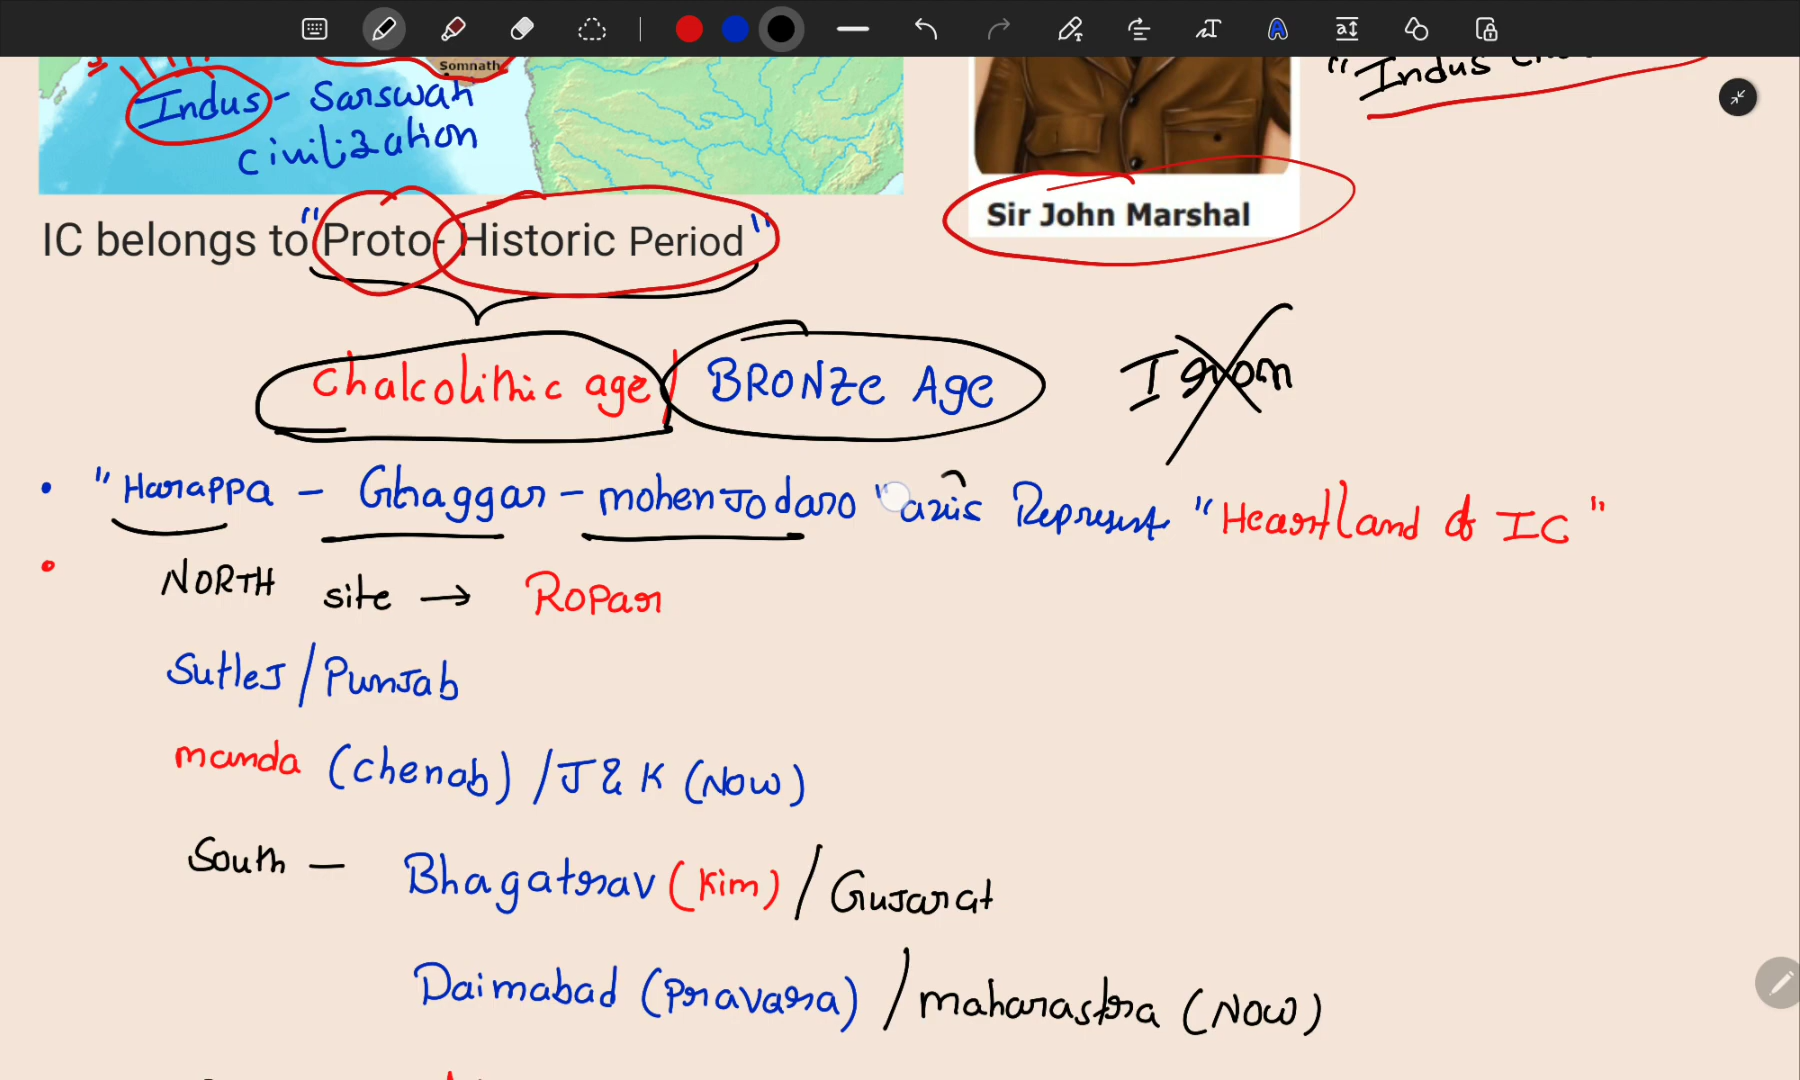 Somnath
Indus - Sarswati
civilization
"Indus
Sir John Marshal
IC belongs to "Proto-Historic Period"
Chalcolithic age / BRONZE Age Iron
• "Harappa - Ghaggar - mohenJodaro" axis Represent "Heartland of IC"
• NORTH site → Ropar
SutleJ / PunJab
manda (chenab) / J & K (Now)
South - Bhagatrav (Kim) / GuJarat
Daimabad (Pravara) / maharastra (Now)